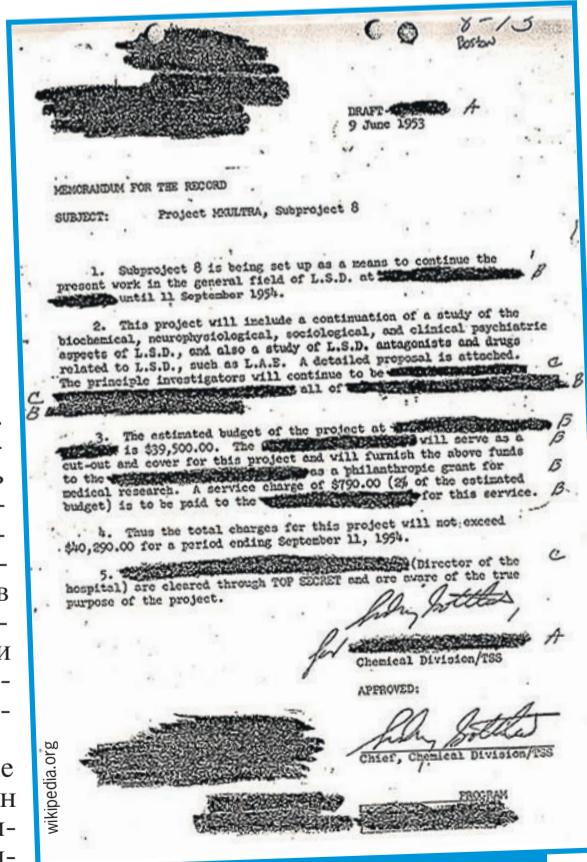 8-13
Boston
DRAFT A
9 June 1953
MEMORANDUM FOR THE RECORD
SUBJECT: Project MKULTRA, Subproject 8
1. Subproject 8 is being set up as a means to continue the
present work in the general field of L.S.D. at B
until 11 September 1954.
2. This project will include a continuation of a study of the
biochemical, neurophysiological, sociological, and clinical psychiatric
aspects of L.S.D., and also a study of L.S.D. antagonists and drugs
related to L.S.D., such as L.A.E. A detailed proposal is attached.
The principle investigators will continue to be C
C all of B
B
3. The estimated budget of the project at B
is $39,500.00. The will serve as a B
cut-out and cover for this project and will furnish the above funds
to the as a philanthropic grant for B
medical research. A service charge of $790.00 (2% of the estimated
budget) is to be paid to the for this service. B
4. Thus the total charges for this project will not exceed
$40,290.00 for a period ending September 11, 1954.
5. (Director of the C
hospital) are cleared through TOP SECRET and are aware of the true
purpose of the project.
Sidney Gottlieb
for A
Chemical Division/TSS
APPROVED:
Sidney Gottlieb
Chief, Chemical Division/TSS
PROGRAM
wikipedia.org
в
и
е
н